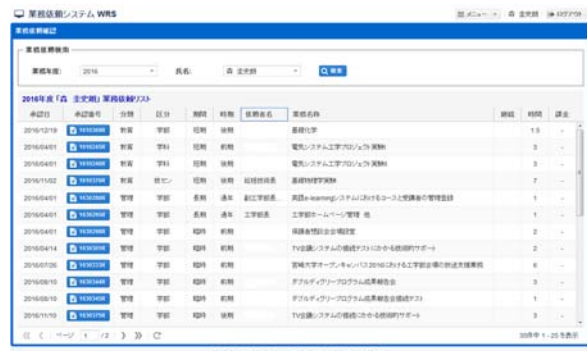 業務依頼システム WRS
メニュー 森 圭史朗 ログアウト
業務依頼確認
業務依頼検索
業務年度: 2016 氏名: 森 圭史朗 検索
2016年度「森 圭史朗」業務依頼リスト
承認日 承認番号 分類 区分 期間 時期 依頼者名 業務名称 継続 時間 課金
2016/12/19 教育 学部 短期 後期 基礎化学 1.5 -
2016/04/01 教育 学科 短期 前期 電気システム工学プロジェクト実験I 3 -
2016/04/01 教育 学科 短期 後期 電気システム工学プロジェクト実験II 3 -
2016/11/02 教育 短期 後期 総括技術長 基礎物理学実験 7 -
2016/04/01 管理 学部 長期 通年 副工学部長... 英語e-learningシステムにおけるコースと受講者の管理登録 1 -
2016/04/01 管理 学部 長期 通年 工学部長 工学部ホームページ管理 他 1 -
2016/04/01 管理 学部 臨時 前期 保護者懇談会会場設営 2 -
2016/04/14 管理 学部 臨時 前期 TV会議システムの接続テストにかかる技術的サポート 2 -
2016/07/26 管理 学部 臨時 前期 宮崎大学オープンキャンパス2016における工学部会場の放送支援業務 6 -
2016/08/10 管理 学部 臨時 前期 ダブルディグリープログラム成果報告会 3 -
2016/08/10 管理 学部 臨時 前期 ダブルディグリープログラム成果報告会接続テスト 1 -
2016/11/10 管理 学部 臨時 後期 TV会議システムの接続にかかる技術的サポート 3 -
ページ 1 / 2 30件中 1 - 25 を表示